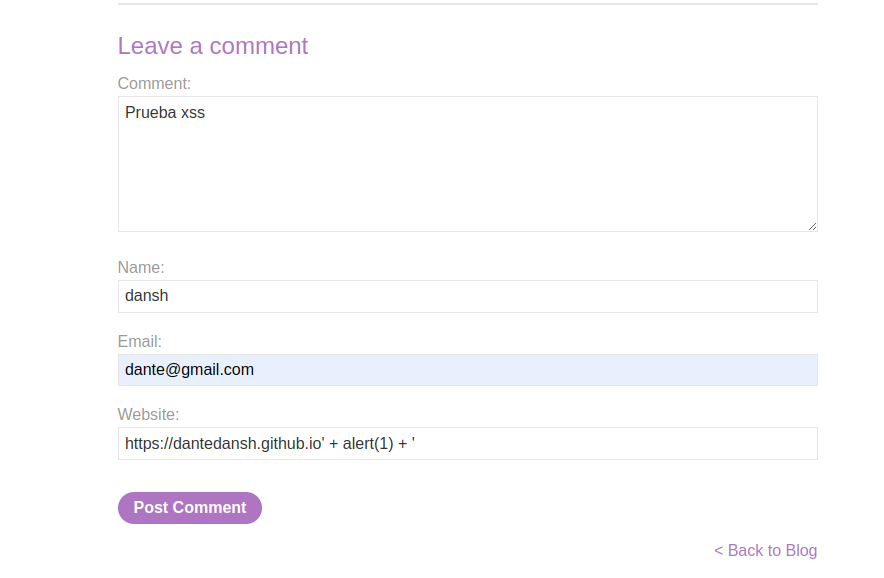 Leave a comment
Comment:
Prueba xss
Name:
dansh
Email:
dante@gmail.com
Website:
https://dantedansh.github.io' + alert(1) + '
Post Comment
< Back to Blog